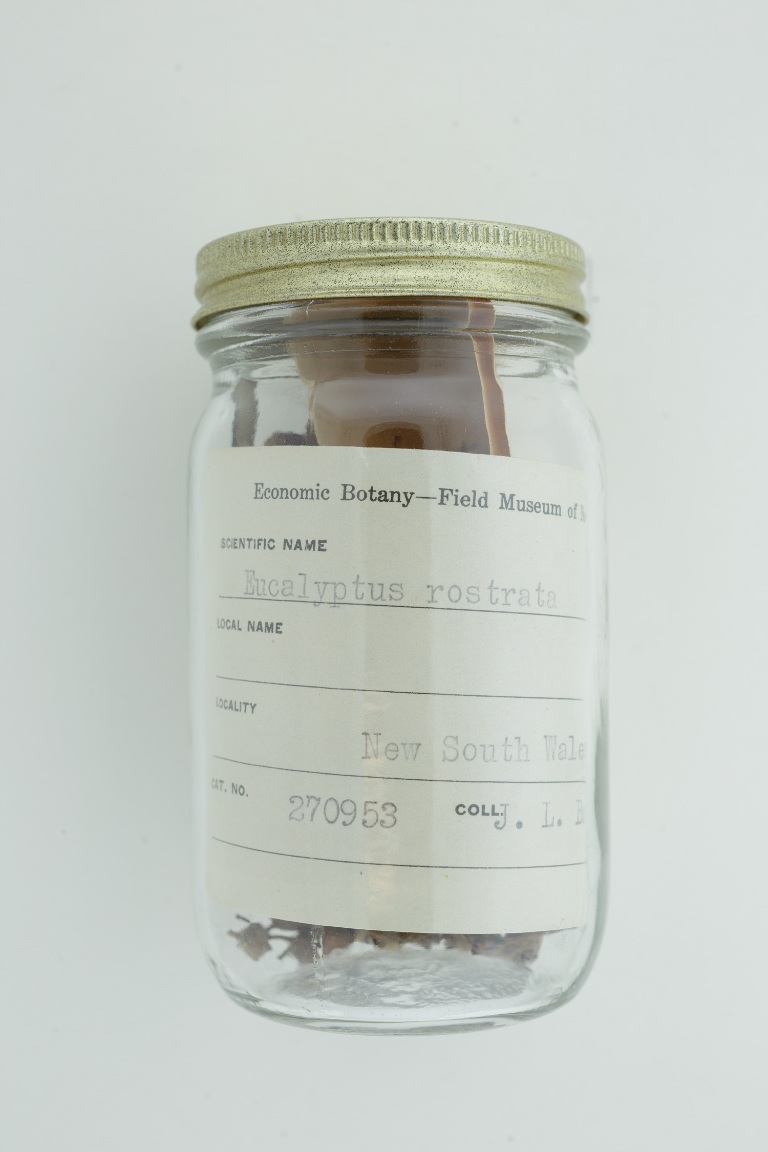 Economic Botany—Field Museum of
SCIENTIFIC NAME
Eucalyptus rostrata
LOCAL NAME
LOCALITY
New South Wale
CAT. NO. 270953 COLL. J. L.